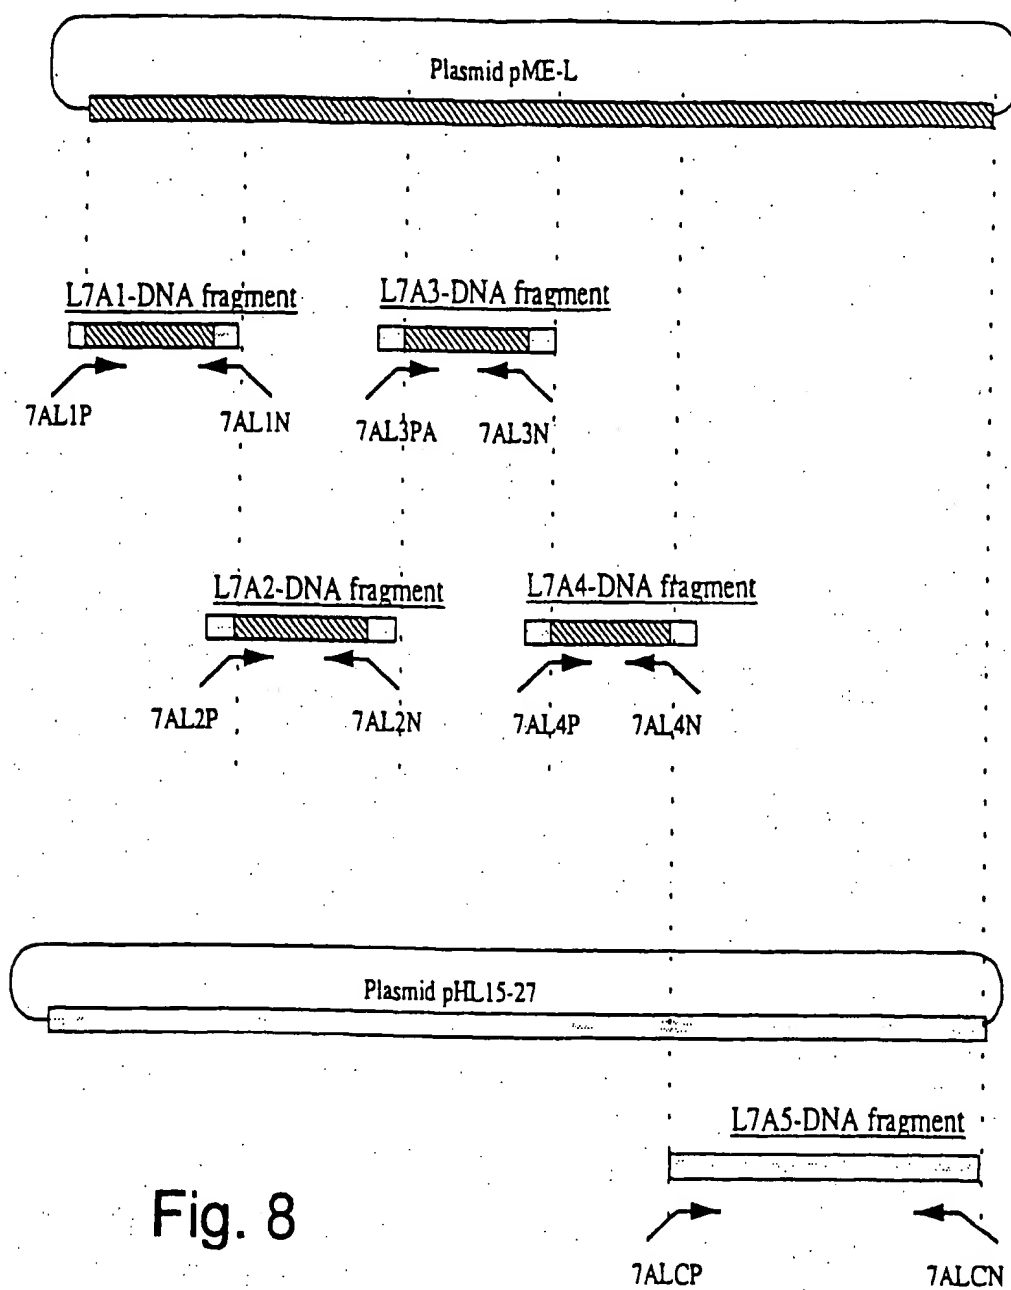 Plasmid pME-L
L7A1-DNA fragment
L7A3-DNA fragment
7AL1P
7AL1N
7AL3PA
7AL3N
L7A2-DNA fragment
L7A4-DNA fragment
7AL2P
7AL2N
7AL4P
7AL4N
Plasmid pHL15-27
L7A5-DNA fragment
Fig. 8
7ALCP
7ALCN